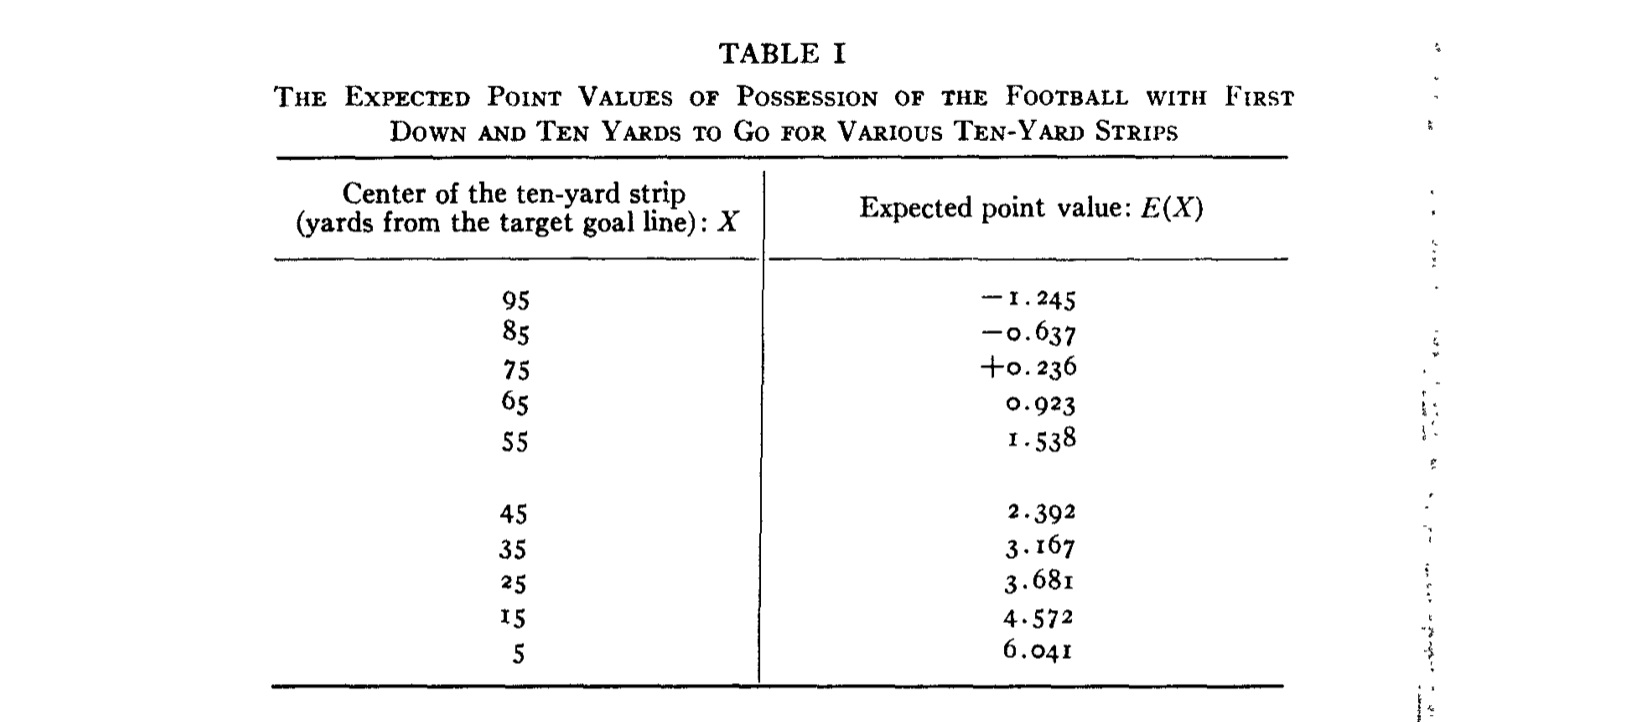 TABLE I
THE EXPECTED POINT VALUES OF POSSESSION OF THE FOOTBALL WITH FIRST
DOWN AND TEN YARDS TO GO FOR VARIOUS TEN-YARD STRIPS
Center of the ten-yard strip
(yards from the target goal line): X
Expected point value: E(X)
95 −1.245
85 −0.637
75 +0.236
65 0.923
55 1.538
45 2.392
35 3.167
25 3.681
15 4.572
5 6.041